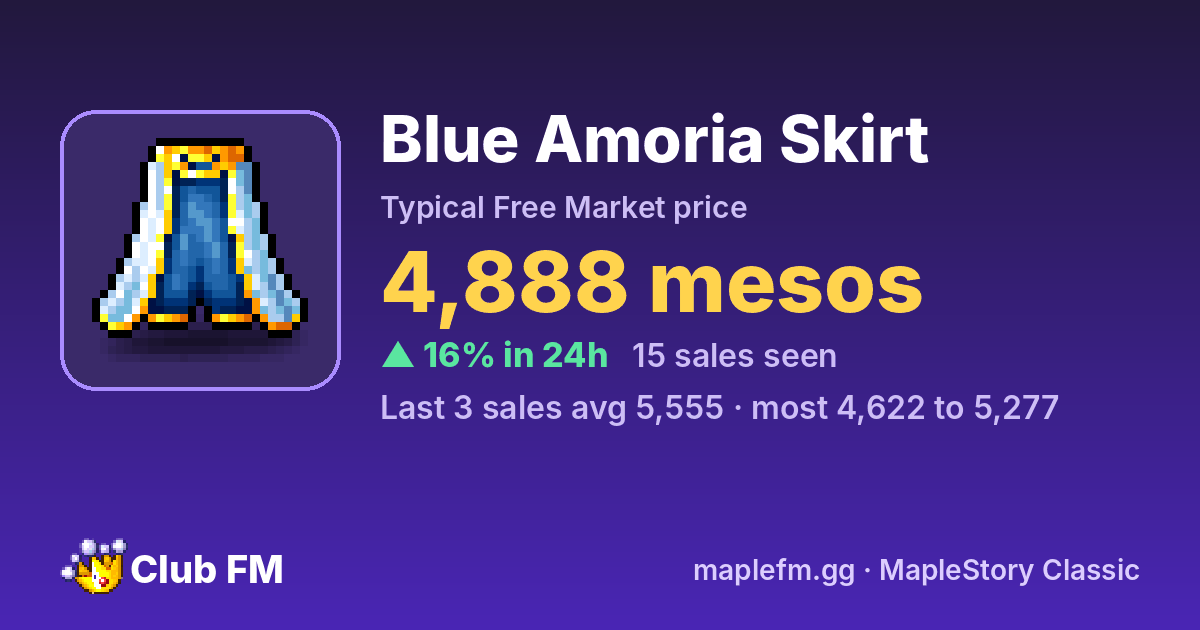 Blue Amoria Skirt
Typical Free Market price
4,888 mesos
▲ 16% in 24h 15 sales seen
Last 3 sales avg 5,555 · most 4,622 to 5,277
Club FM
maplefm.gg · MapleStory Classic